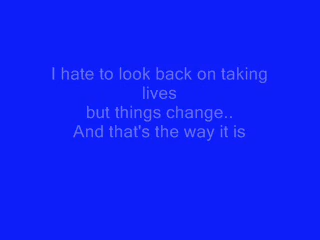 I hate to look back on taking
lives
but things change..
And that's the way it is